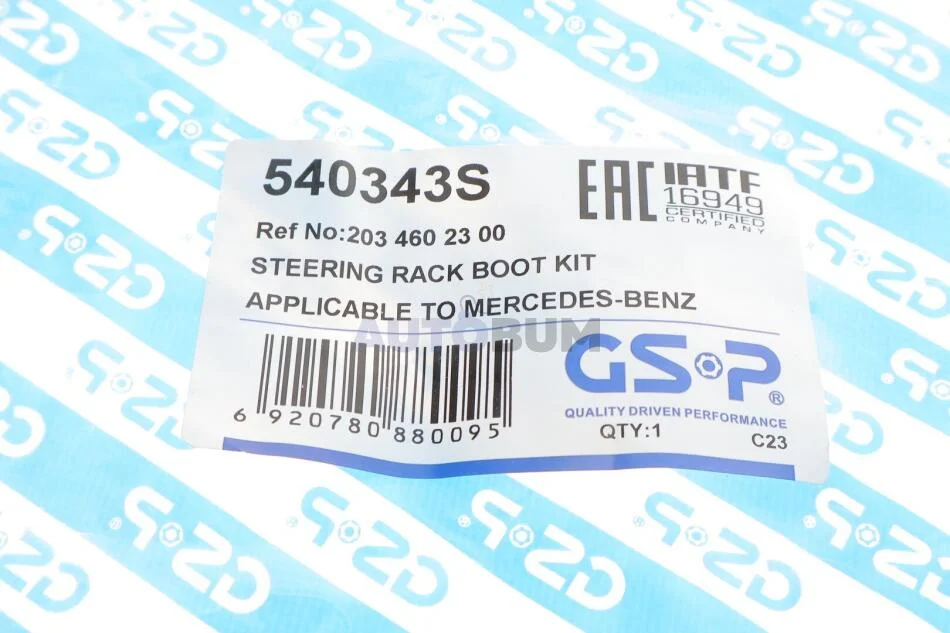 540343S
EAC
IATF
16949
CERTIFIED
COMPANY
Ref No:203 460 23 00
STEERING RACK BOOT KIT
APPLICABLE TO MERCEDES-BENZ
AUTOBUM
GSP®
QUALITY DRIVEN PERFORMANCE
6 920780 880095
QTY:1
C23